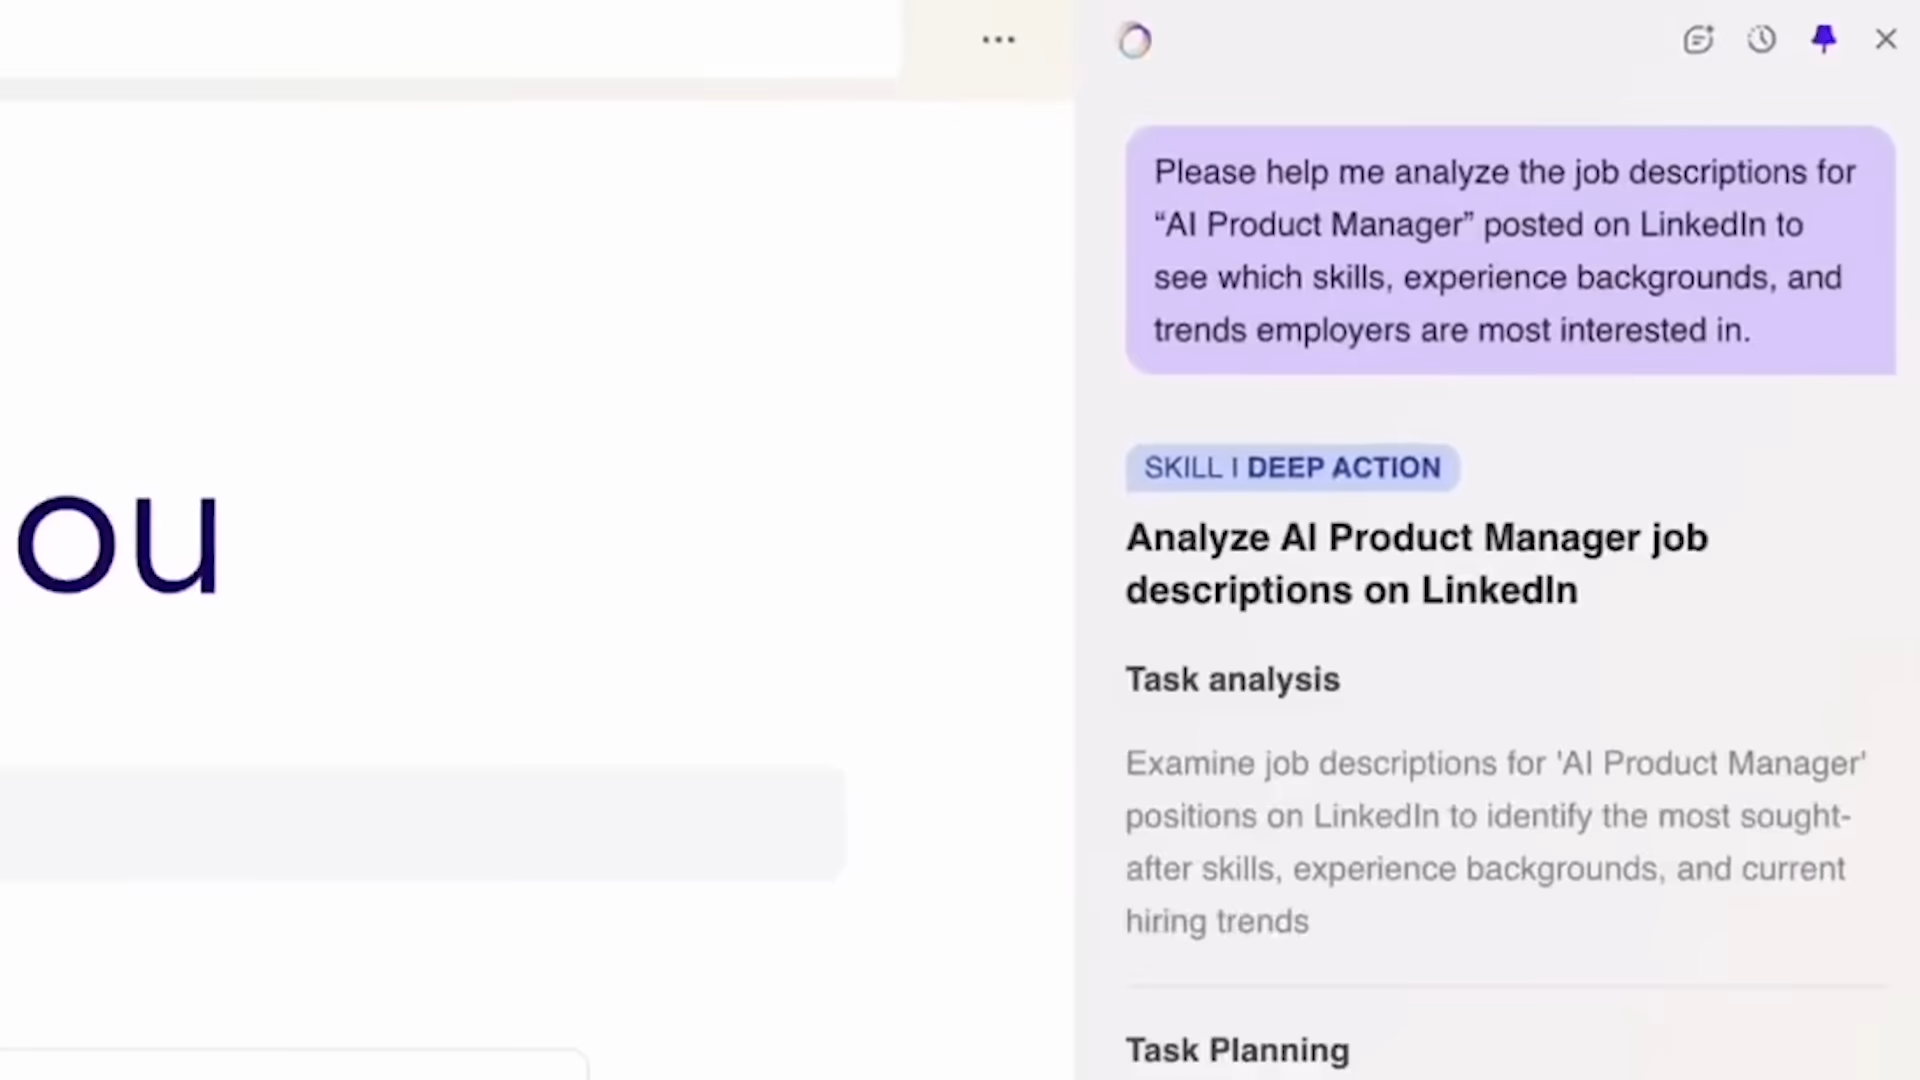 Please help me analyze the job descriptions for
“AI Product Manager” posted on LinkedIn to
see which skills, experience backgrounds, and
trends employers are most interested in.
ou
SKILL | DEEP ACTION
Analyze AI Product Manager job
descriptions on LinkedIn
Task analysis
Examine job descriptions for 'AI Product Manager'
positions on LinkedIn to identify the most sought-
after skills, experience backgrounds, and current
hiring trends
Task Planning